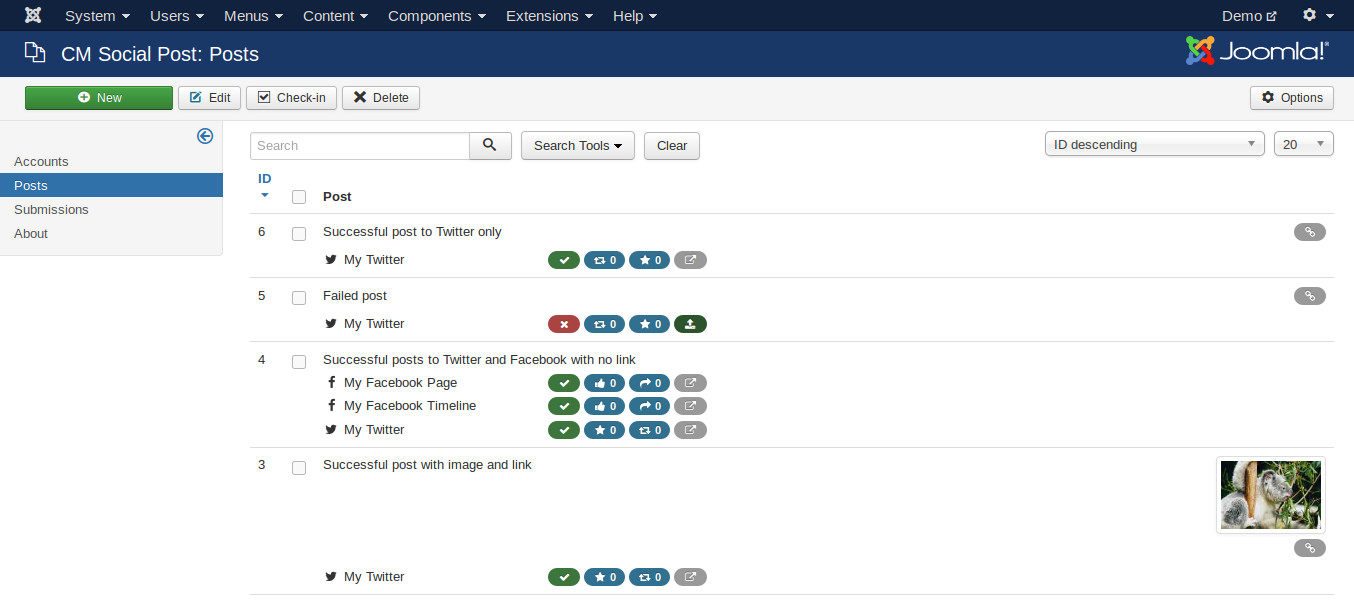 System Users Menus Content Components Extensions Help Demo
CM Social Post: Posts Joomla!®
New Edit Check-in Delete Options
Search Search Tools Clear ID descending 20
Accounts
Posts
Submissions
About
ID
Post
6 Successful post to Twitter only
My Twitter 0 0
5 Failed post
My Twitter 0 0
4 Successful posts to Twitter and Facebook with no link
My Facebook Page 0 0
My Facebook Timeline 0 0
My Twitter 0 0
3 Successful post with image and link
My Twitter 0 0